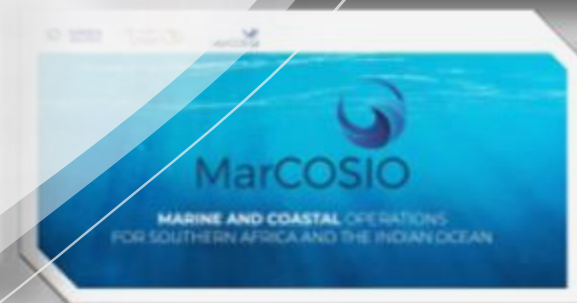 MarCOSIO
MARINE AND COASTAL OPERATIONS
FOR SOUTHERN AFRICA AND THE INDIAN OCEAN